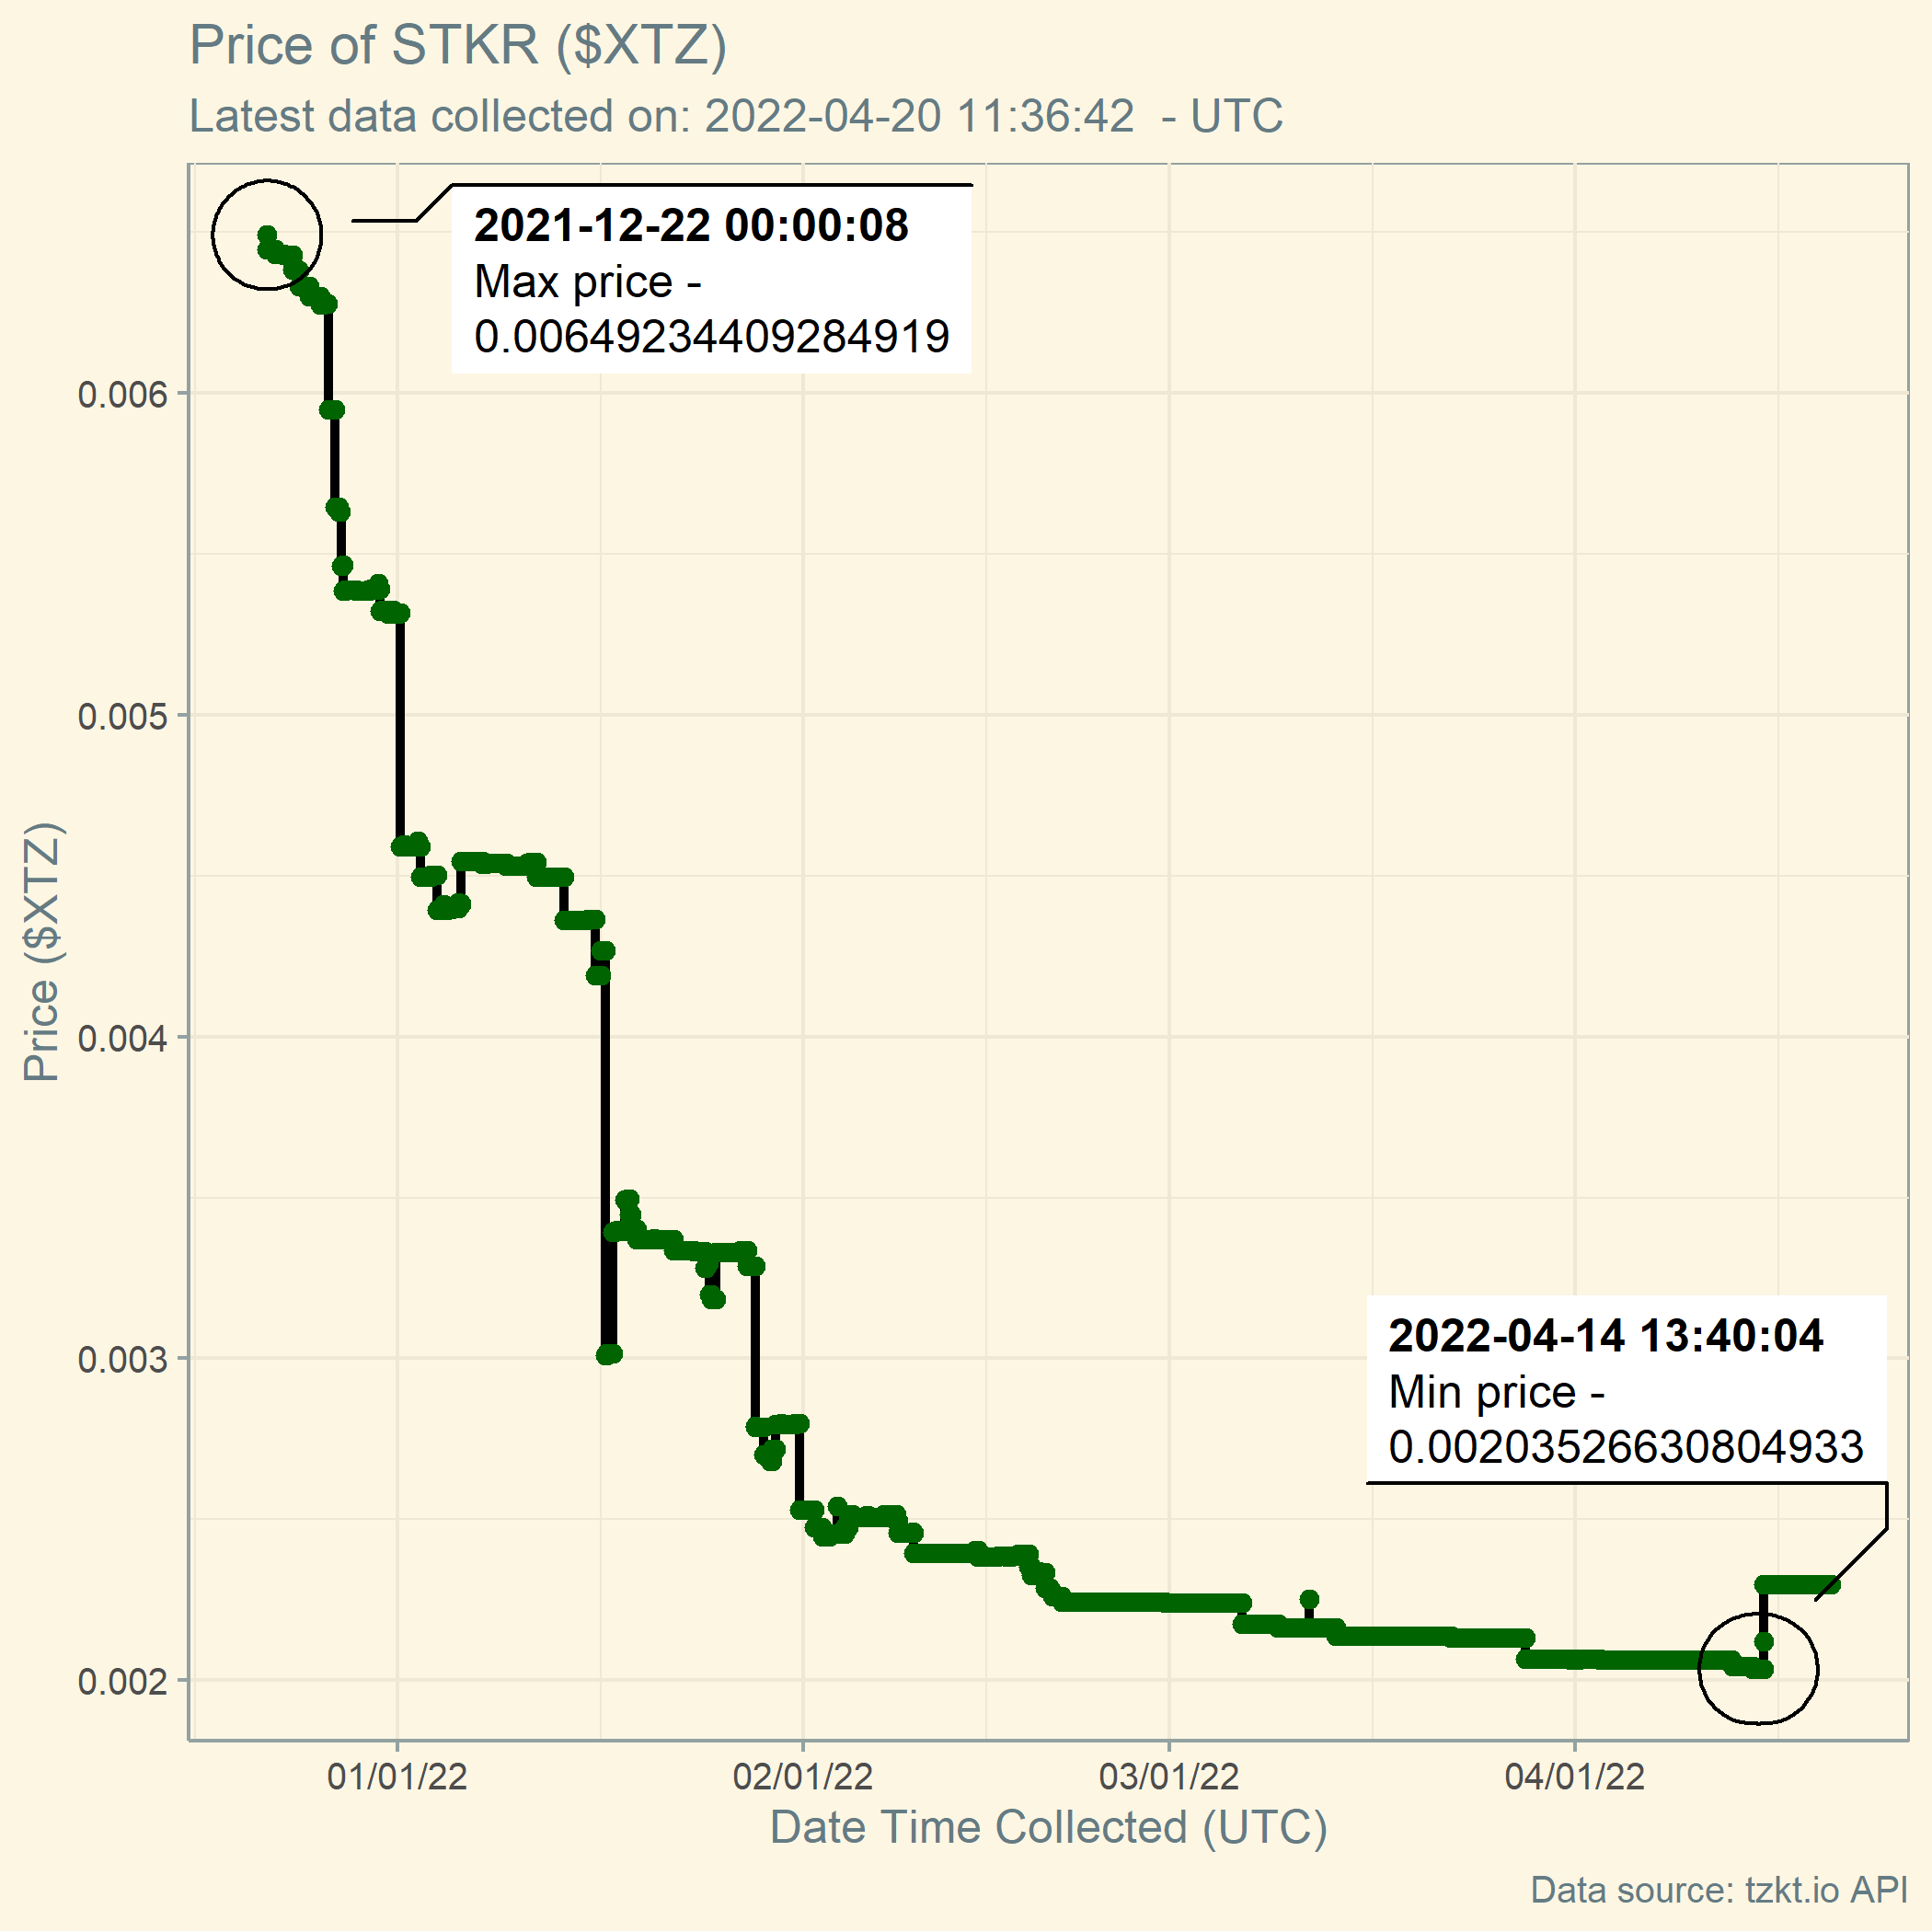 Price of STKR ($XTZ)
Latest data collected on: 2022-04-20 11:36:42  - UTC
2021-12-22 00:00:08
Max price -
0.00649234409284919
0.006
0.005
0.004
0.003
0.002
Price ($XTZ)
2022-04-14 13:40:04
Min price -
0.00203526630804933
01/01/22
02/01/22
03/01/22
04/01/22
Date Time Collected (UTC)
Data source: tzkt.io API